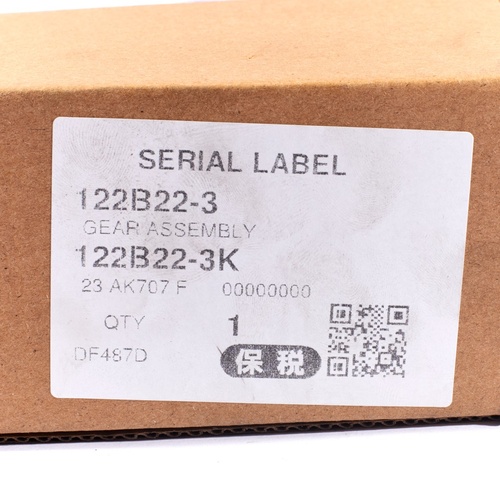 SERIAL LABEL
122B22-3
GEAR ASSEMBLY
122B22-3K
23 AK707 F 00000000
QTY 1
DF487D 保税